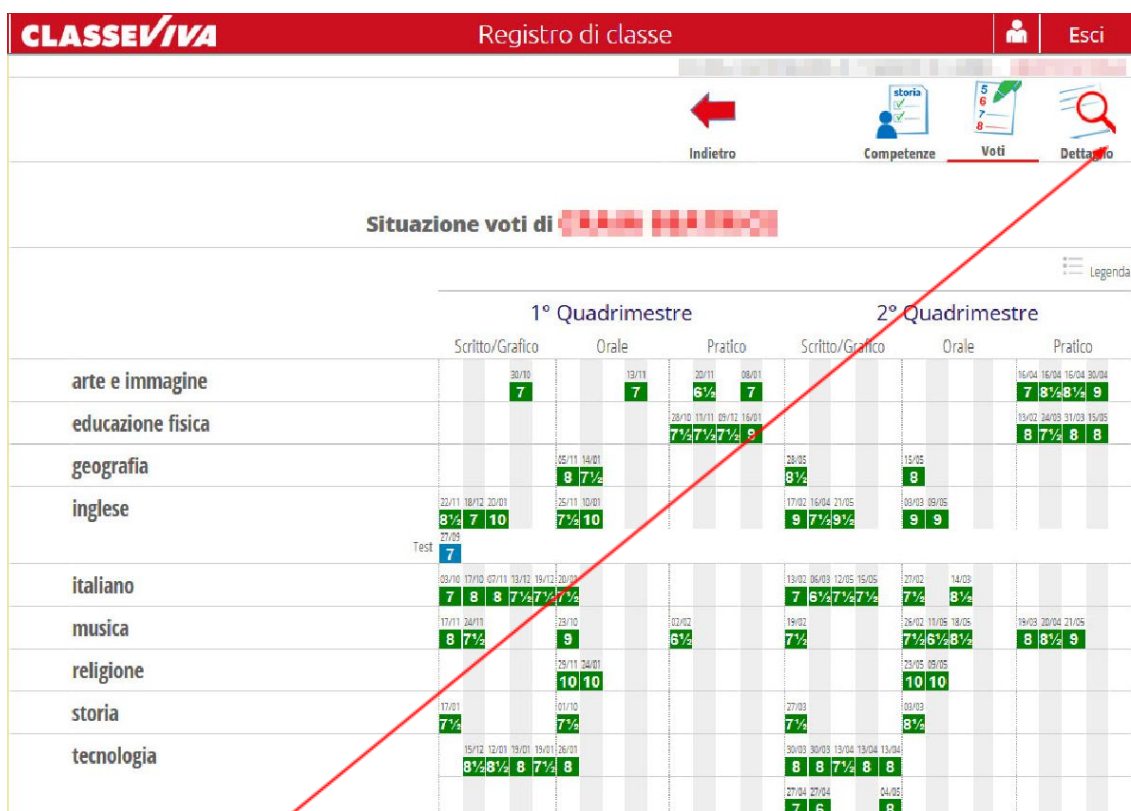 CLASSEVIVA Registro di classe Esci
storia
5
6
7
8
Indietro Competenze Voti Dettaglio
Situazione voti di
Legenda
1° Quadrimestre 2° Quadrimestre
Scritto/Grafico Orale Pratico Scritto/Grafico Orale Pratico
30/10 13/11 20/11 08/01 16/04 16/04 16/04 30/04
arte e immagine 7 7 6½ 7 7 8½ 8½ 9
28/10 11/11 09/12 16/01 13/02 24/03 31/03 15/05
educazione fisica 7½ 7½ 7½ 9 8 7½ 8 8
05/11 14/01 28/05 15/05
geografia 8 7½ 8½ 8
22/11 18/12 20/01 25/11 10/01 17/02 16/04 21/05 03/03 09/05
inglese 8½ 7 10 7½ 10 9 7½ 9½ 9 9
27/09
Test 7
03/10 17/10 07/11 13/12 19/12 20/01 13/02 06/03 12/05 15/05 27/02 14/03
italiano 7 8 8 7½ 7½ 7½ 7 6½ 7½ 7½ 7½ 8½
17/11 24/11 23/10 02/02 19/02 26/02 11/05 18/05 19/03 20/04 21/05
musica 8 7½ 9 6½ 7½ 7½ 6½ 8½ 8 8½ 9
29/11 24/01 23/05 09/05
religione 10 10 10 10
17/01 01/10 27/03 03/03
storia 7½ 7½ 7½ 8½
15/12 12/01 19/01 19/01 26/01 30/03 30/03 13/04 13/04 13/04
tecnologia 8½ 8½ 8 7½ 8 8 8 7½ 8 8
27/04 27/04 04/05
7 6 8